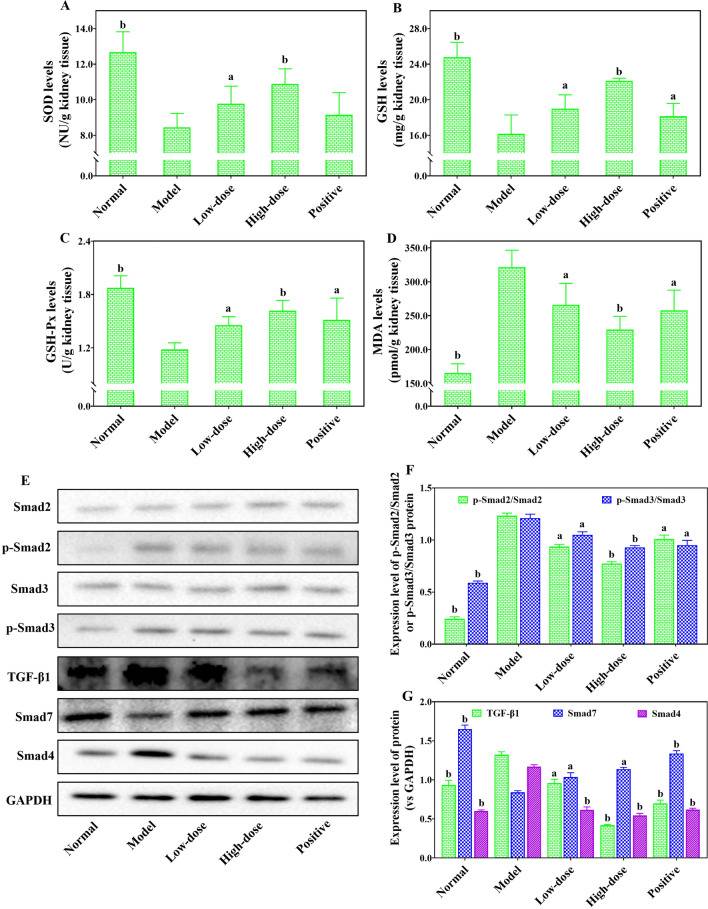 A
SOD levels
(NU/g kidney tissue)
14.0
12.0
10.0
8.0
0.0
b
a
b
Normal
Model
Low-dose
High-dose
Positive
B
GSH levels
(mg/g kidney tissue)
28.0
24.0
20.0
16.0
0.0
b
a
b
a
Normal
Model
Low-dose
High-dose
Positive
C
GSH-Px levels
(U/g kidney tissue)
2.4
1.8
1.2
0.0
b
a
b
a
Normal
Model
Low-dose
High-dose
Positive
D
MDA levels
(pmol/g kidney tissue)
350.0
300.0
250.0
200.0
150.0
b
a
b
a
Normal
Model
Low-dose
High-dose
Positive
E
Smad2
p-Smad2
Smad3
p-Smad3
TGF-β1
Smad7
Smad4
GAPDH
Normal
Model
Low-dose
High-dose
Positive
F
Expression level of p-Smad2/Smad2
or p-Smad3/Smad3 protein
p-Smad2/Smad2
p-Smad3/Smad3
1.5
1.0
0.5
0.0
b
b
a
a
b
b
a
a
Normal
Model
Low-dose
High-dose
Positive
G
Expression level of protein
(vs GAPDH)
TGF-β1
Smad7
Smad4
2.0
1.5
1.0
0.5
0.0
b
b
b
a
a
b
b
a
b
b
b
b
Normal
Model
Low-dose
High-dose
Positive